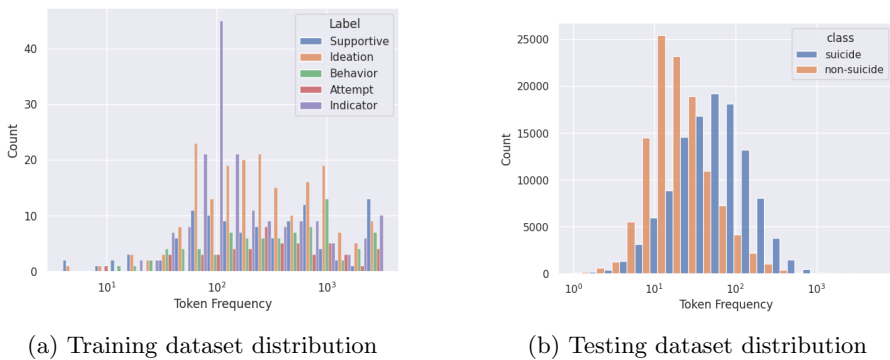 Label
Supportive
Ideation
Behavior
Attempt
Indicator
40
30
20
10
0
Count
10¹ 10² 10³
Token Frequency
(a) Training dataset distribution
class
suicide
non-suicide
25000
20000
15000
10000
5000
0
Count
10⁰ 10¹ 10² 10³
Token Frequency
(b) Testing dataset distribution